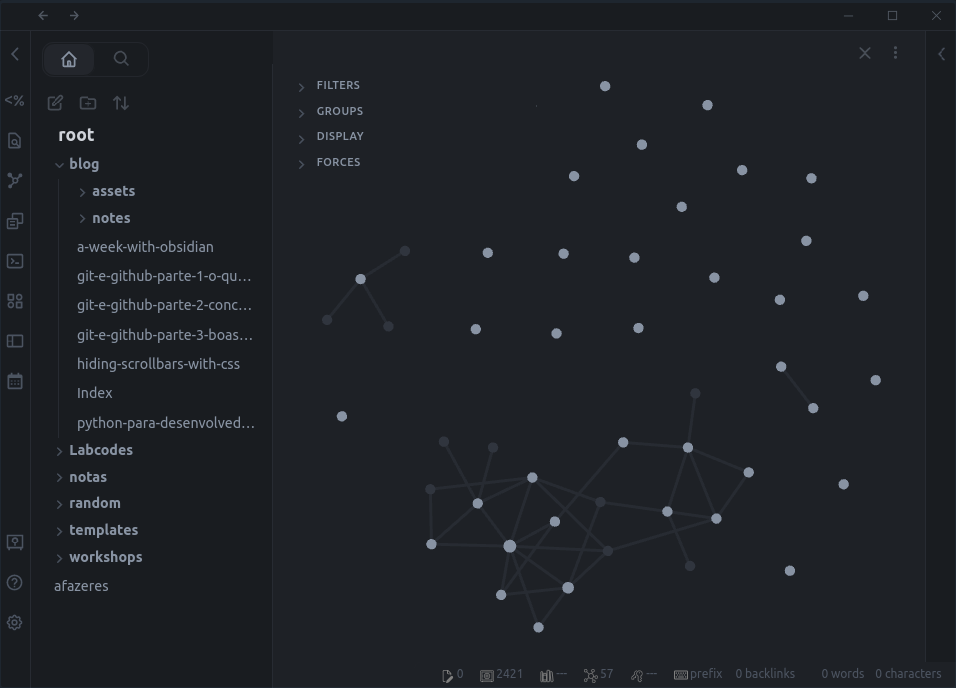 <%
FILTERS
GROUPS
DISPLAY
FORCES
root
blog
assets
notes
a-week-with-obsidian
git-e-github-parte-1-o-qu...
git-e-github-parte-2-conc...
git-e-github-parte-3-boas...
hiding-scrollbars-with-css
Index
python-para-desenvolved...
Labcodes
notas
random
templates
workshops
afazeres
0 2421 --- 57 --- prefix 0 backlinks 0 words 0 characters